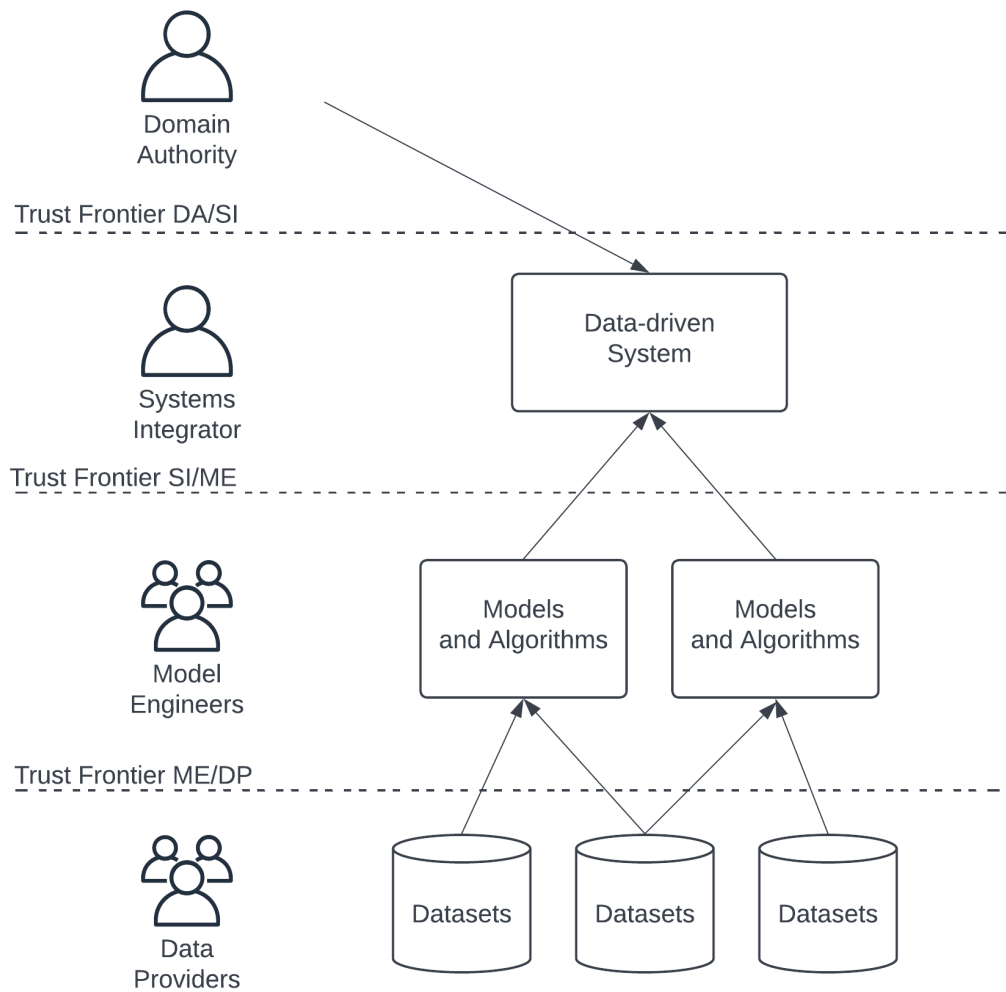 Domain
Authority
Trust Frontier DA/SI
Data-driven
System
Systems
Integrator
Trust Frontier SI/ME
Models
and Algorithms
Models
and Algorithms
Model
Engineers
Trust Frontier ME/DP
Datasets
Datasets
Datasets
Data
Providers